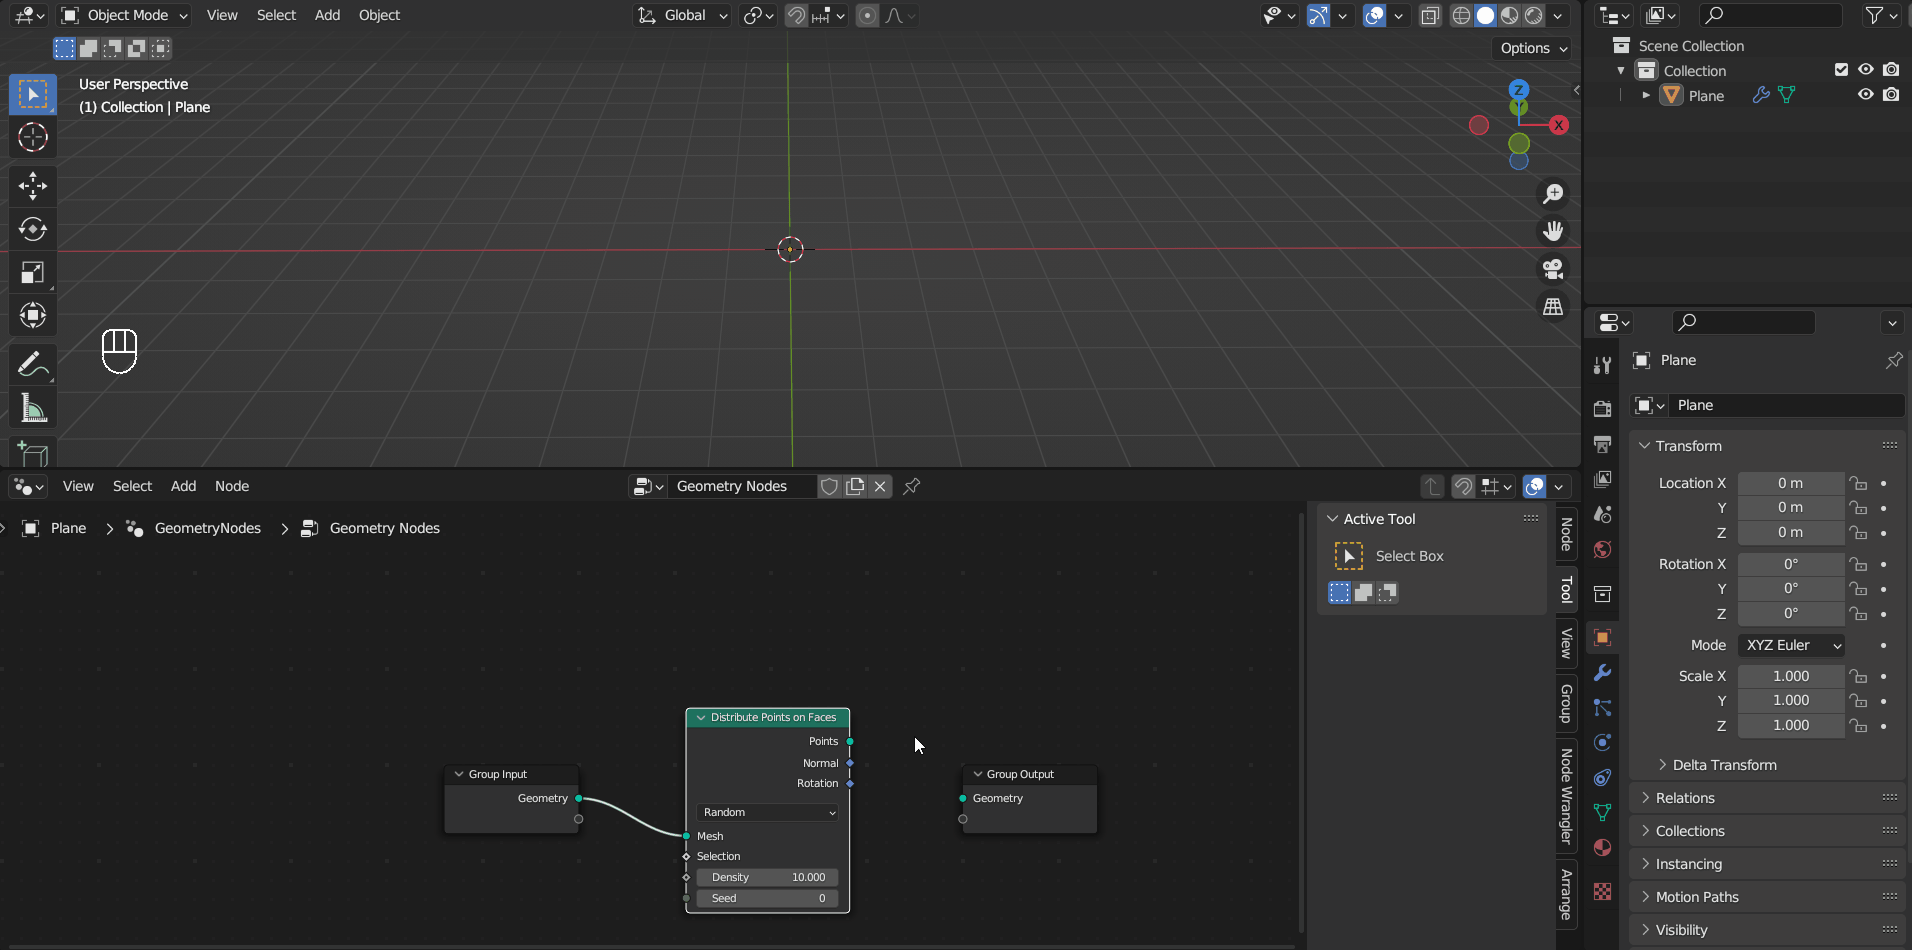 Object Mode View Select Add Object Global
Options
User Perspective
(1) Collection | Plane
Z
X
Scene Collection
Collection
Plane
Plane
Plane
Transform
Location X 0 m
Y 0 m
Z 0 m
Rotation X 0°
Y 0°
Z 0°
Mode XYZ Euler
Scale X 1.000
Y 1.000
Z 1.000
Delta Transform
Relations
Collections
Instancing
Motion Paths
Visibility
View Select Add Node Geometry Nodes
Plane GeometryNodes Geometry Nodes
Active Tool
Select Box
Node
Tool
View
Group
Node Wrangler
Arrange
Group Input
Geometry
Distribute Points on Faces
Points
Normal
Rotation
Random
Mesh
Selection
Density 10.000
Seed 0
Group Output
Geometry